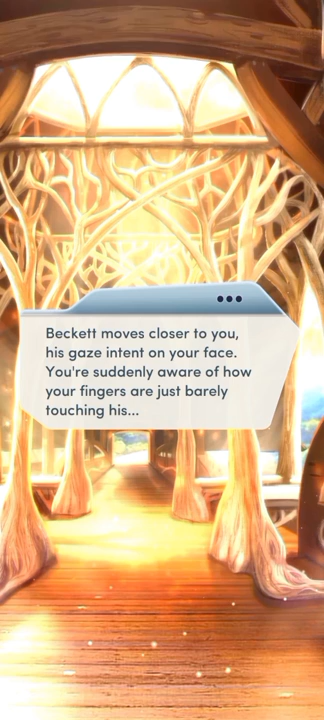 Beckett moves closer to you,
his gaze intent on your face.
You're suddenly aware of how
your fingers are just barely
touching his...